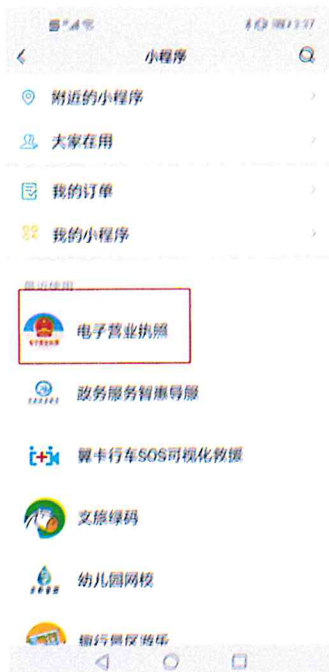 小程序
附近的小程序
大家在用
我的订单
我的小程序
最近使用
电子营业执照
政务服务智惠导服
翼卡行车SOS可视化救援
文旅绿码
幼儿园网校